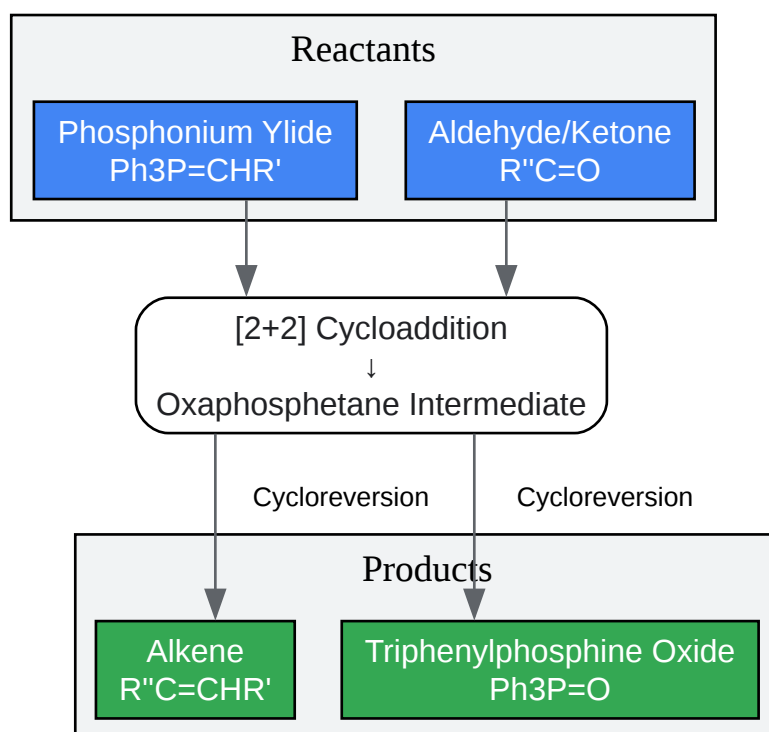 Reactants
Phosphonium Ylide
Ph3P=CHR'
Aldehyde/Ketone
R"C=O
[2+2] Cycloaddition
↓
Oxaphosphetane Intermediate
Cycloreversion
Cycloreversion
Products
Alkene
R"C=CHR'
Triphenylphosphine Oxide
Ph3P=O